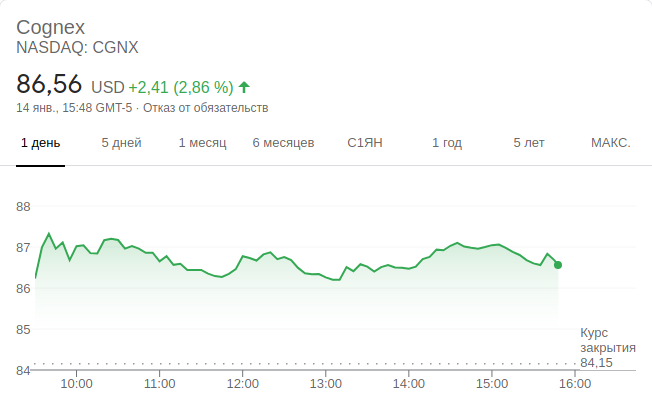 Cognex
NASDAQ: CGNX
86,56 USD +2,41 (2,86 %)
14 янв., 15:48 GMT-5 · Отказ от обязательств
1 день 5 дней 1 месяц 6 месяцев С1ЯН 1 год 5 лет МАКС.
88
87
86
85
Курс
закрытия
84,15
84
10:00 11:00 12:00 13:00 14:00 15:00 16:00